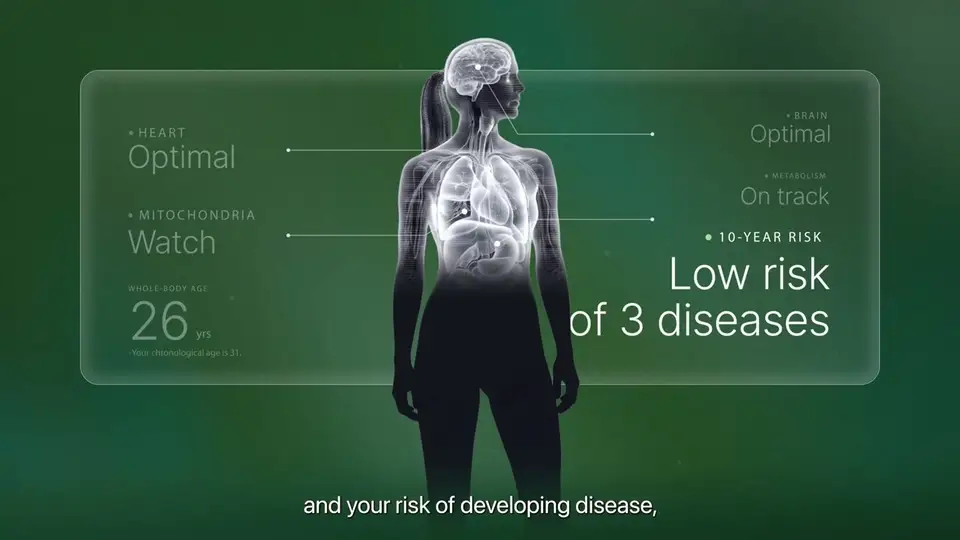 HEART
Optimal
MITOCHONDRIA
Watch
WHOLE-BODY AGE
26 yrs
-Your chronological age is 31.
BRAIN
Optimal
METABOLISM
On track
10-YEAR RISK
Low risk
of 3 diseases
and your risk of developing disease,